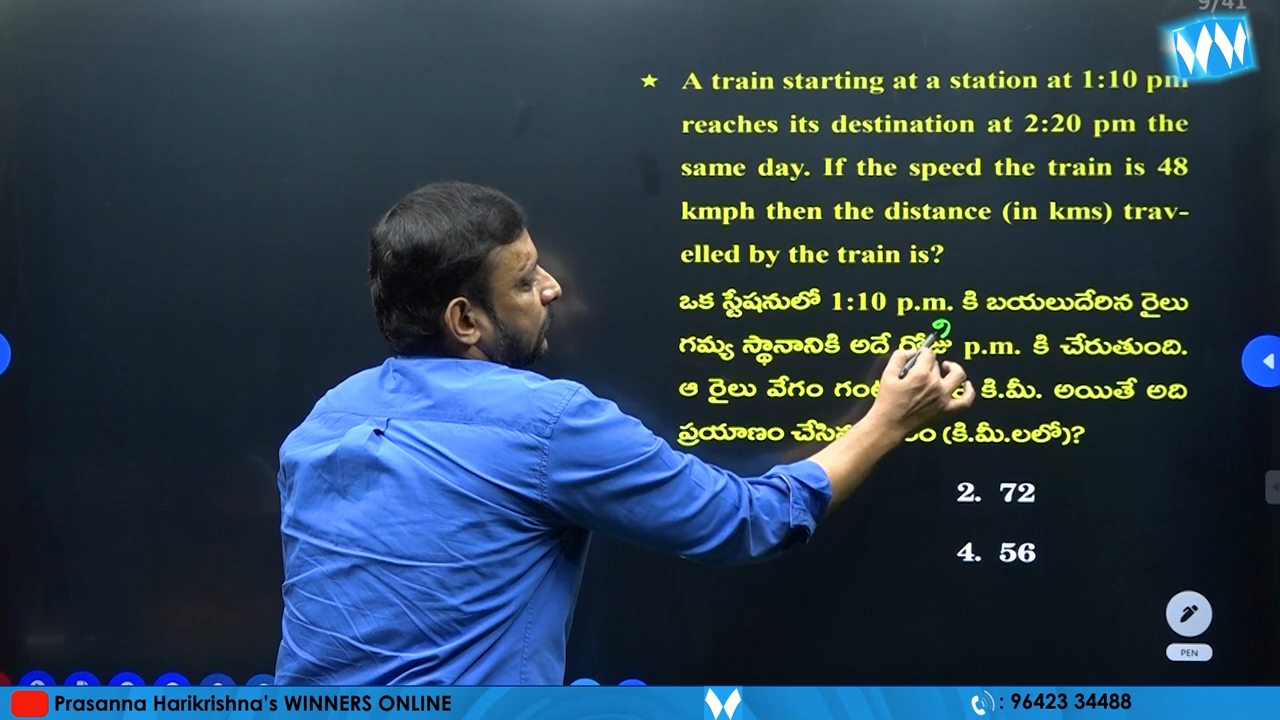 9/41
W
★ A train starting at a station at 1:10 pm
reaches its destination at 2:20 pm the
same day. If the speed the train is 48
kmph then the distance (in kms) trav-
elled by the train is?
ఒక స్టేషనులో 1:10 p.m. కి బయలుదేరిన రైలు
గమ్య స్థానానికి అదే రోజు p.m. కి చేరుతుంది.
ఆ రైలు వేగం కి.మీ. అయితే అది
ప్రయాణం (కి.మీ.లలో)?
2. 72
4. 56
PEN
Prasanna Harikrishna's WINNERS ONLINE
W
: 96423 34488